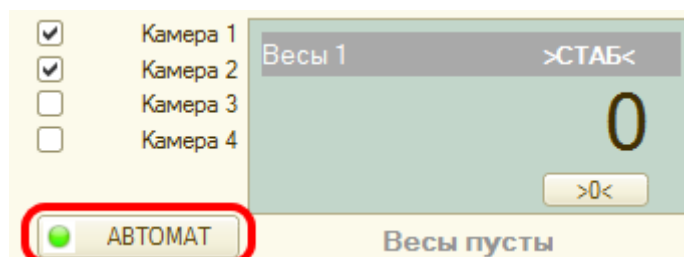 Камера 1
Камера 2
Камера 3
Камера 4
Весы 1 >СТАБ<
0
>0<
АВТОМАТ
Весы пусты